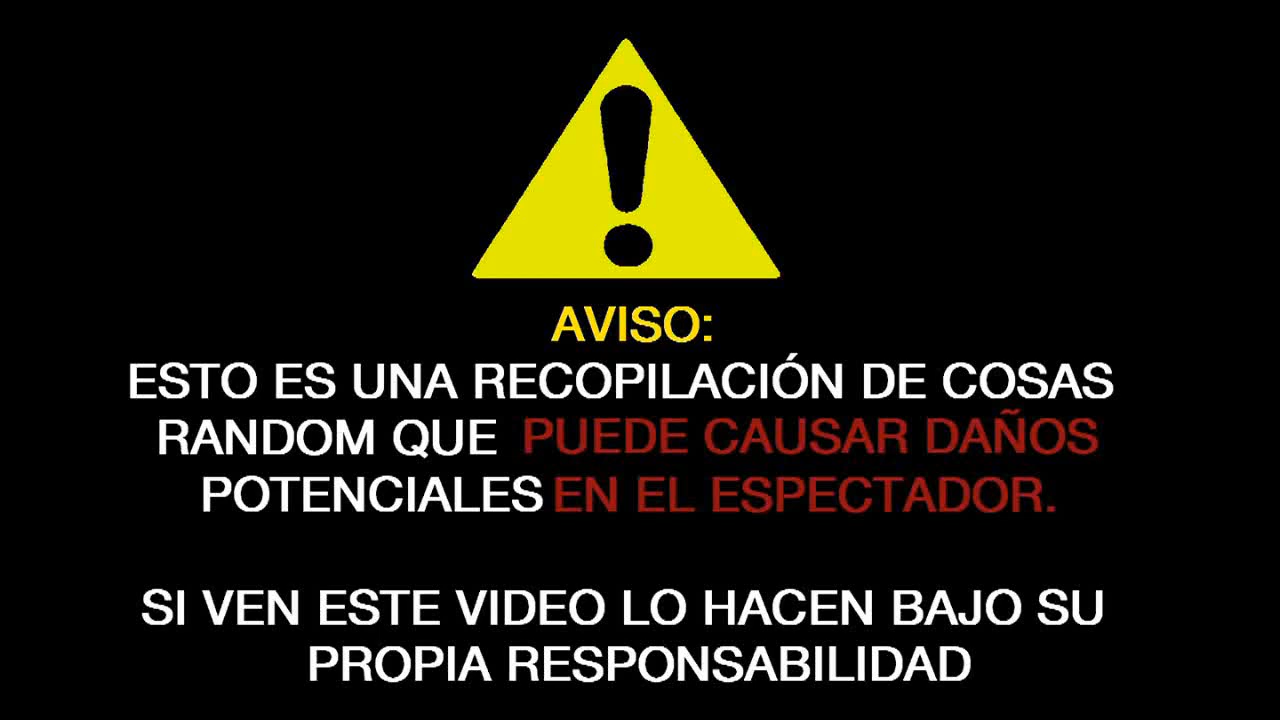 AVISO:
ESTO ES UNA RECOPILACIÓN DE COSAS
RANDOM QUE PUEDE CAUSAR DAÑOS
POTENCIALES EN EL ESPECTADOR.
SI VEN ESTE VIDEO LO HACEN BAJO SU
PROPIA RESPONSABILIDAD